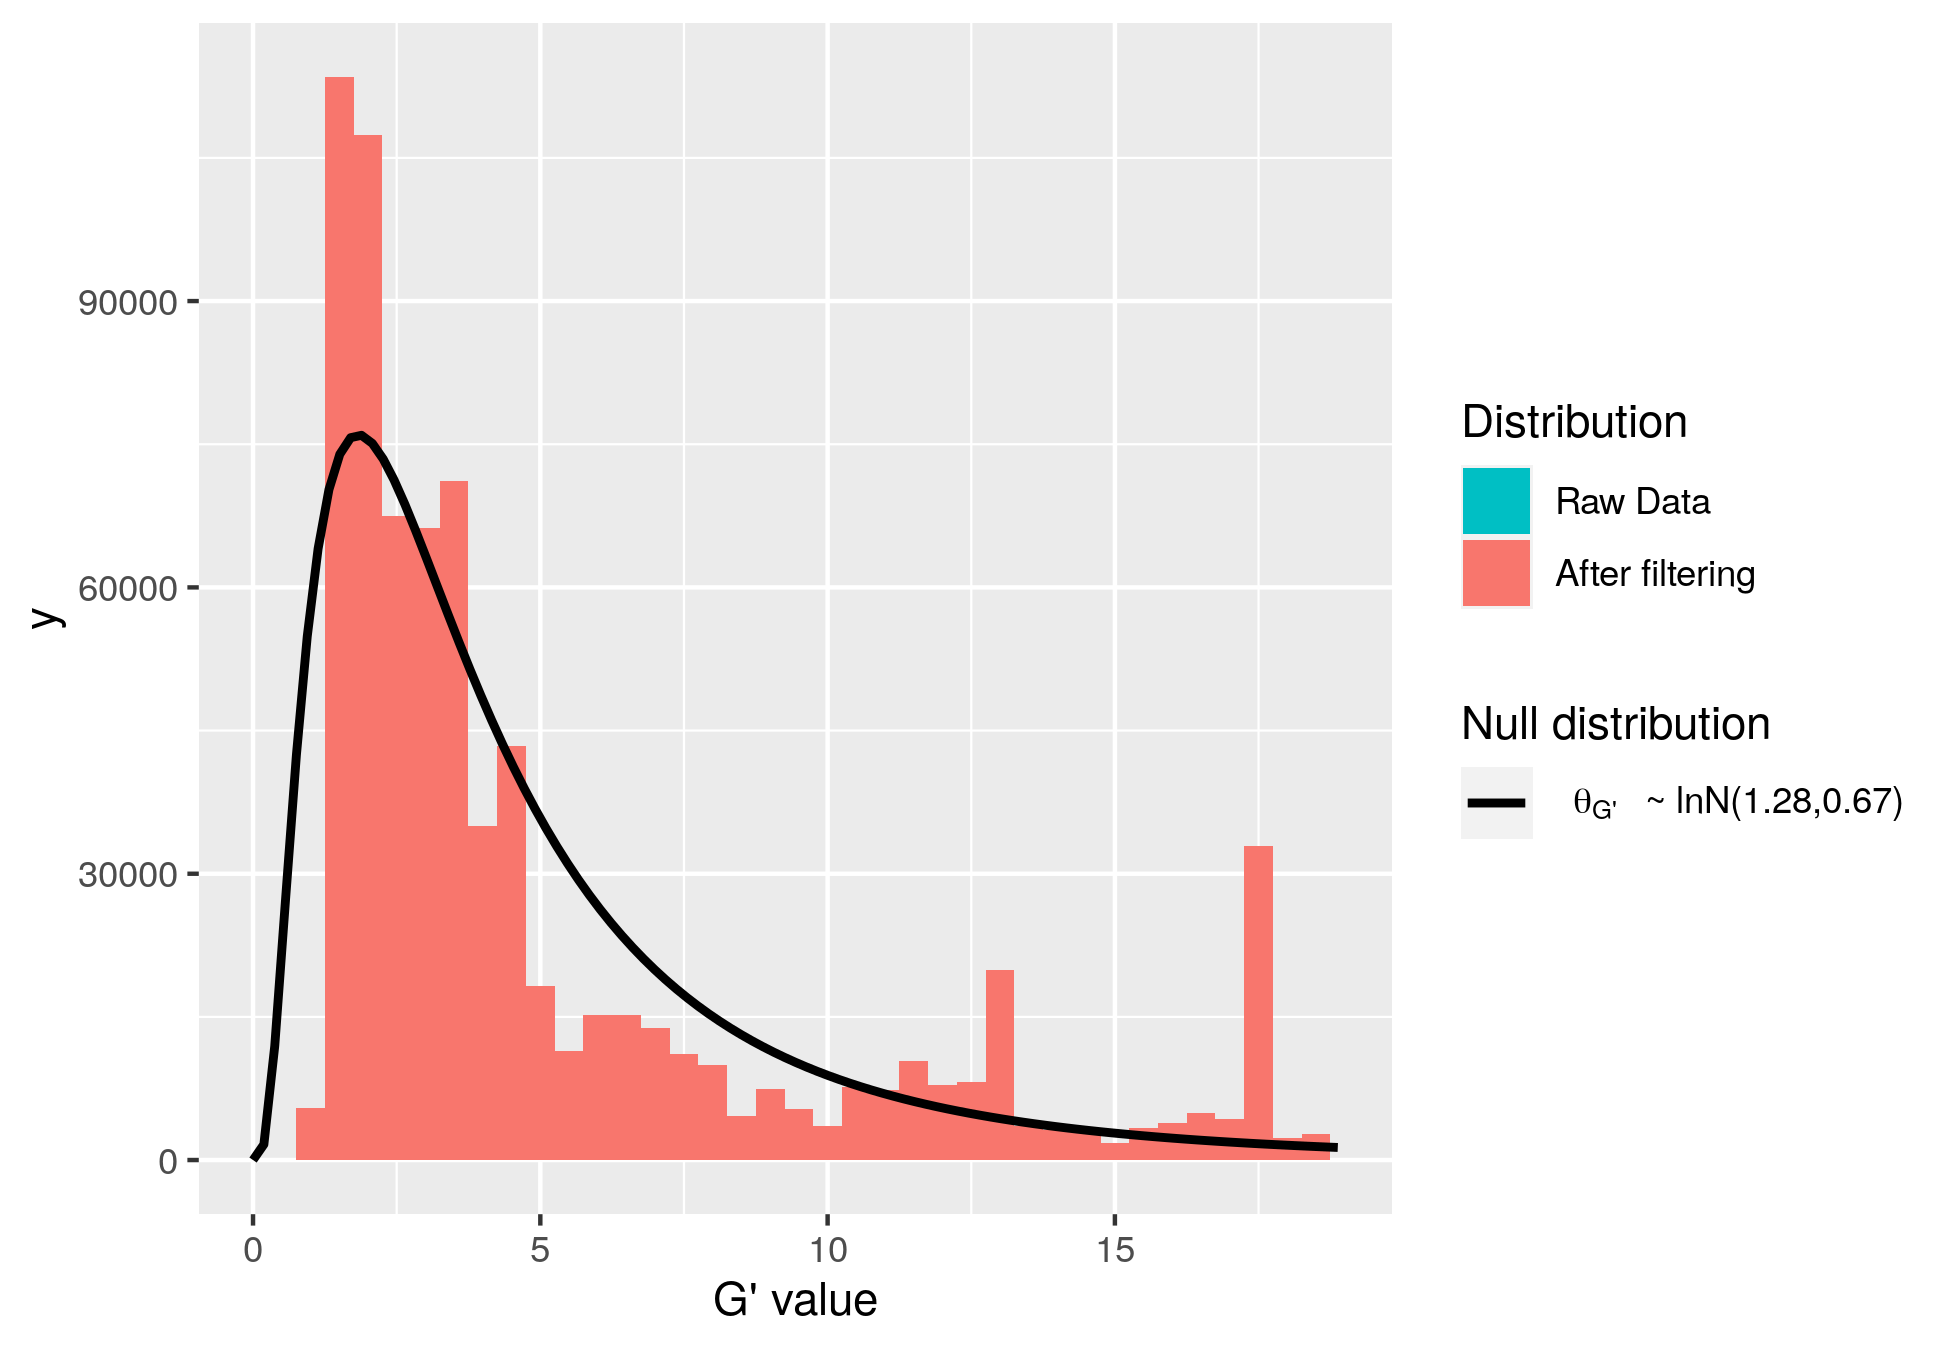 90000
60000
30000
0
y
0 5 10 15
G' value
Distribution
Raw Data
After filtering
Null distribution
θG' ~ lnN(1.28,0.67)